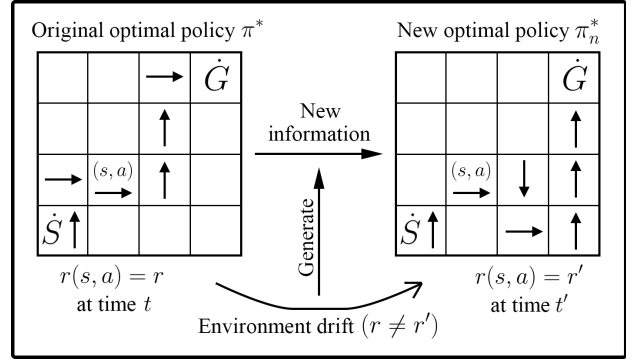 Original optimal policy π*
New optimal policy π*ₙ
Ġ
Ġ
New
information
(s, a)
(s, a)
Generate
Ṡ
Ṡ
r(s, a) = r
at time t
r(s, a) = r′
at time t′
Environment drift (r ≠ r′)